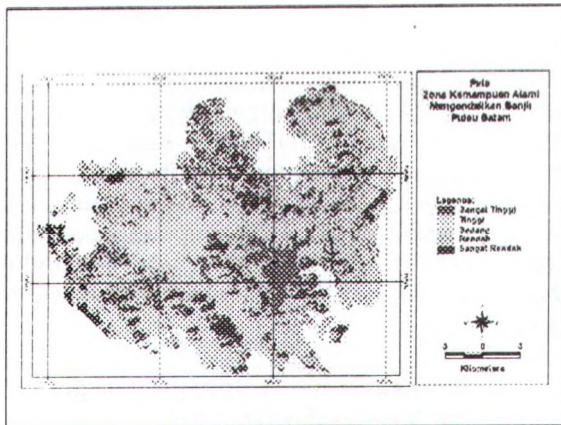 Peta
Zona Kemampuan Alami
Mengendalikan Banjir
Pulau Batam
Legenda:
Sangat Tinggi
Tinggi
Sedang
Rendah
Sangat Rendah
3 0 3
Kilometers